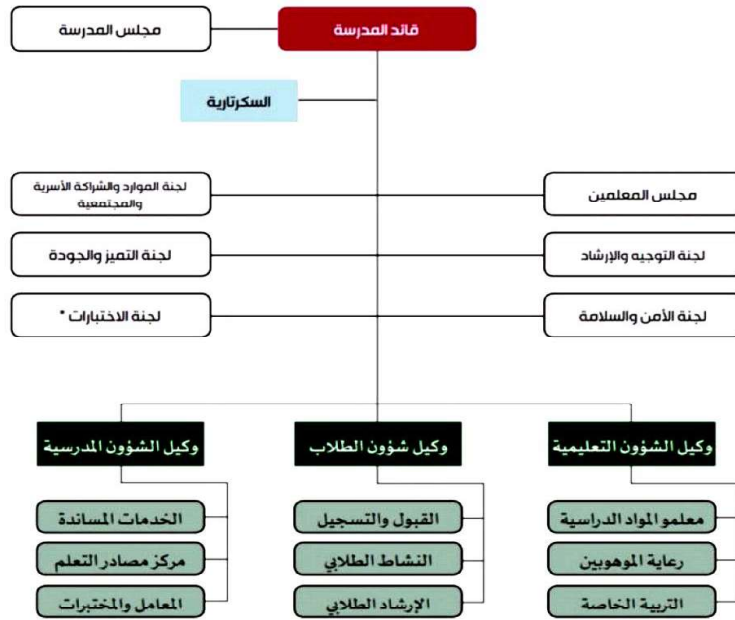 قائد المدرسة
مجلس المدرسة
السكرتارية
مجلس المعلمين
لجنة الموارد والشراكة الأسرية
والمجتمعية
لجنة التوجيه والإرشاد
لجنة التميز والجودة
لجنة الأمن والسلامة
لجنة الاختبارات *
وكيل الشؤون التعليمية
وكيل شؤون الطلاب
وكيل الشؤون المدرسية
معلمو المواد الدراسية
القبول والتسجيل
الخدمات المساندة
رعاية الموهوبين
النشاط الطلابي
مركز مصادر التعلم
التربية الخاصة
الإرشاد الطلابي
المعامل والمختبرات